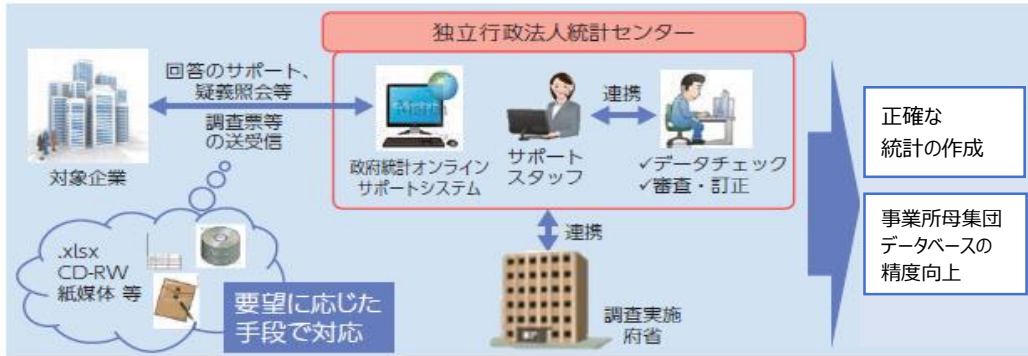 独立行政法人統計センター
回答のサポート、
疑義照会等
調査票等
の送受信
対象企業
政府統計オンライン
サポートシステム
サポート
スタッフ
連携
✓データチェック
✓審査・訂正
連携
調査実施
府省
.xlsx
CD-RW
紙媒体 等
要望に応じた
手段で対応
正確な
統計の作成
事業所母集団
データベースの
精度向上